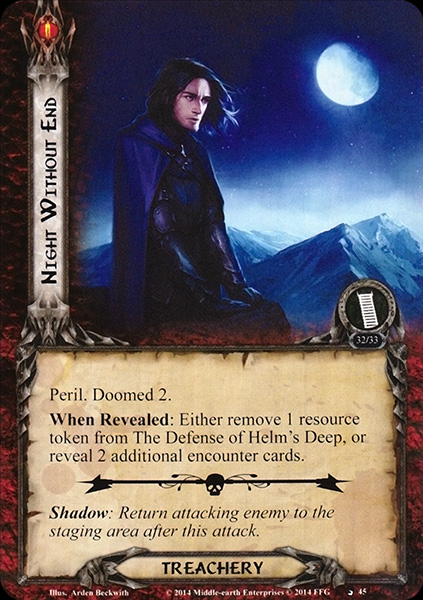 NIGHT WITHOUT END
32/33
Peril. Doomed 2.
When Revealed: Either remove 1 resource
token from The Defense of Helm's Deep, or
reveal 2 additional encounter cards.
Shadow: Return attacking enemy to the
staging area after this attack.
TREACHERY
Illus. Arden Beckwith
© 2014 Middle-earth Enterprises © 2014 FFG
45